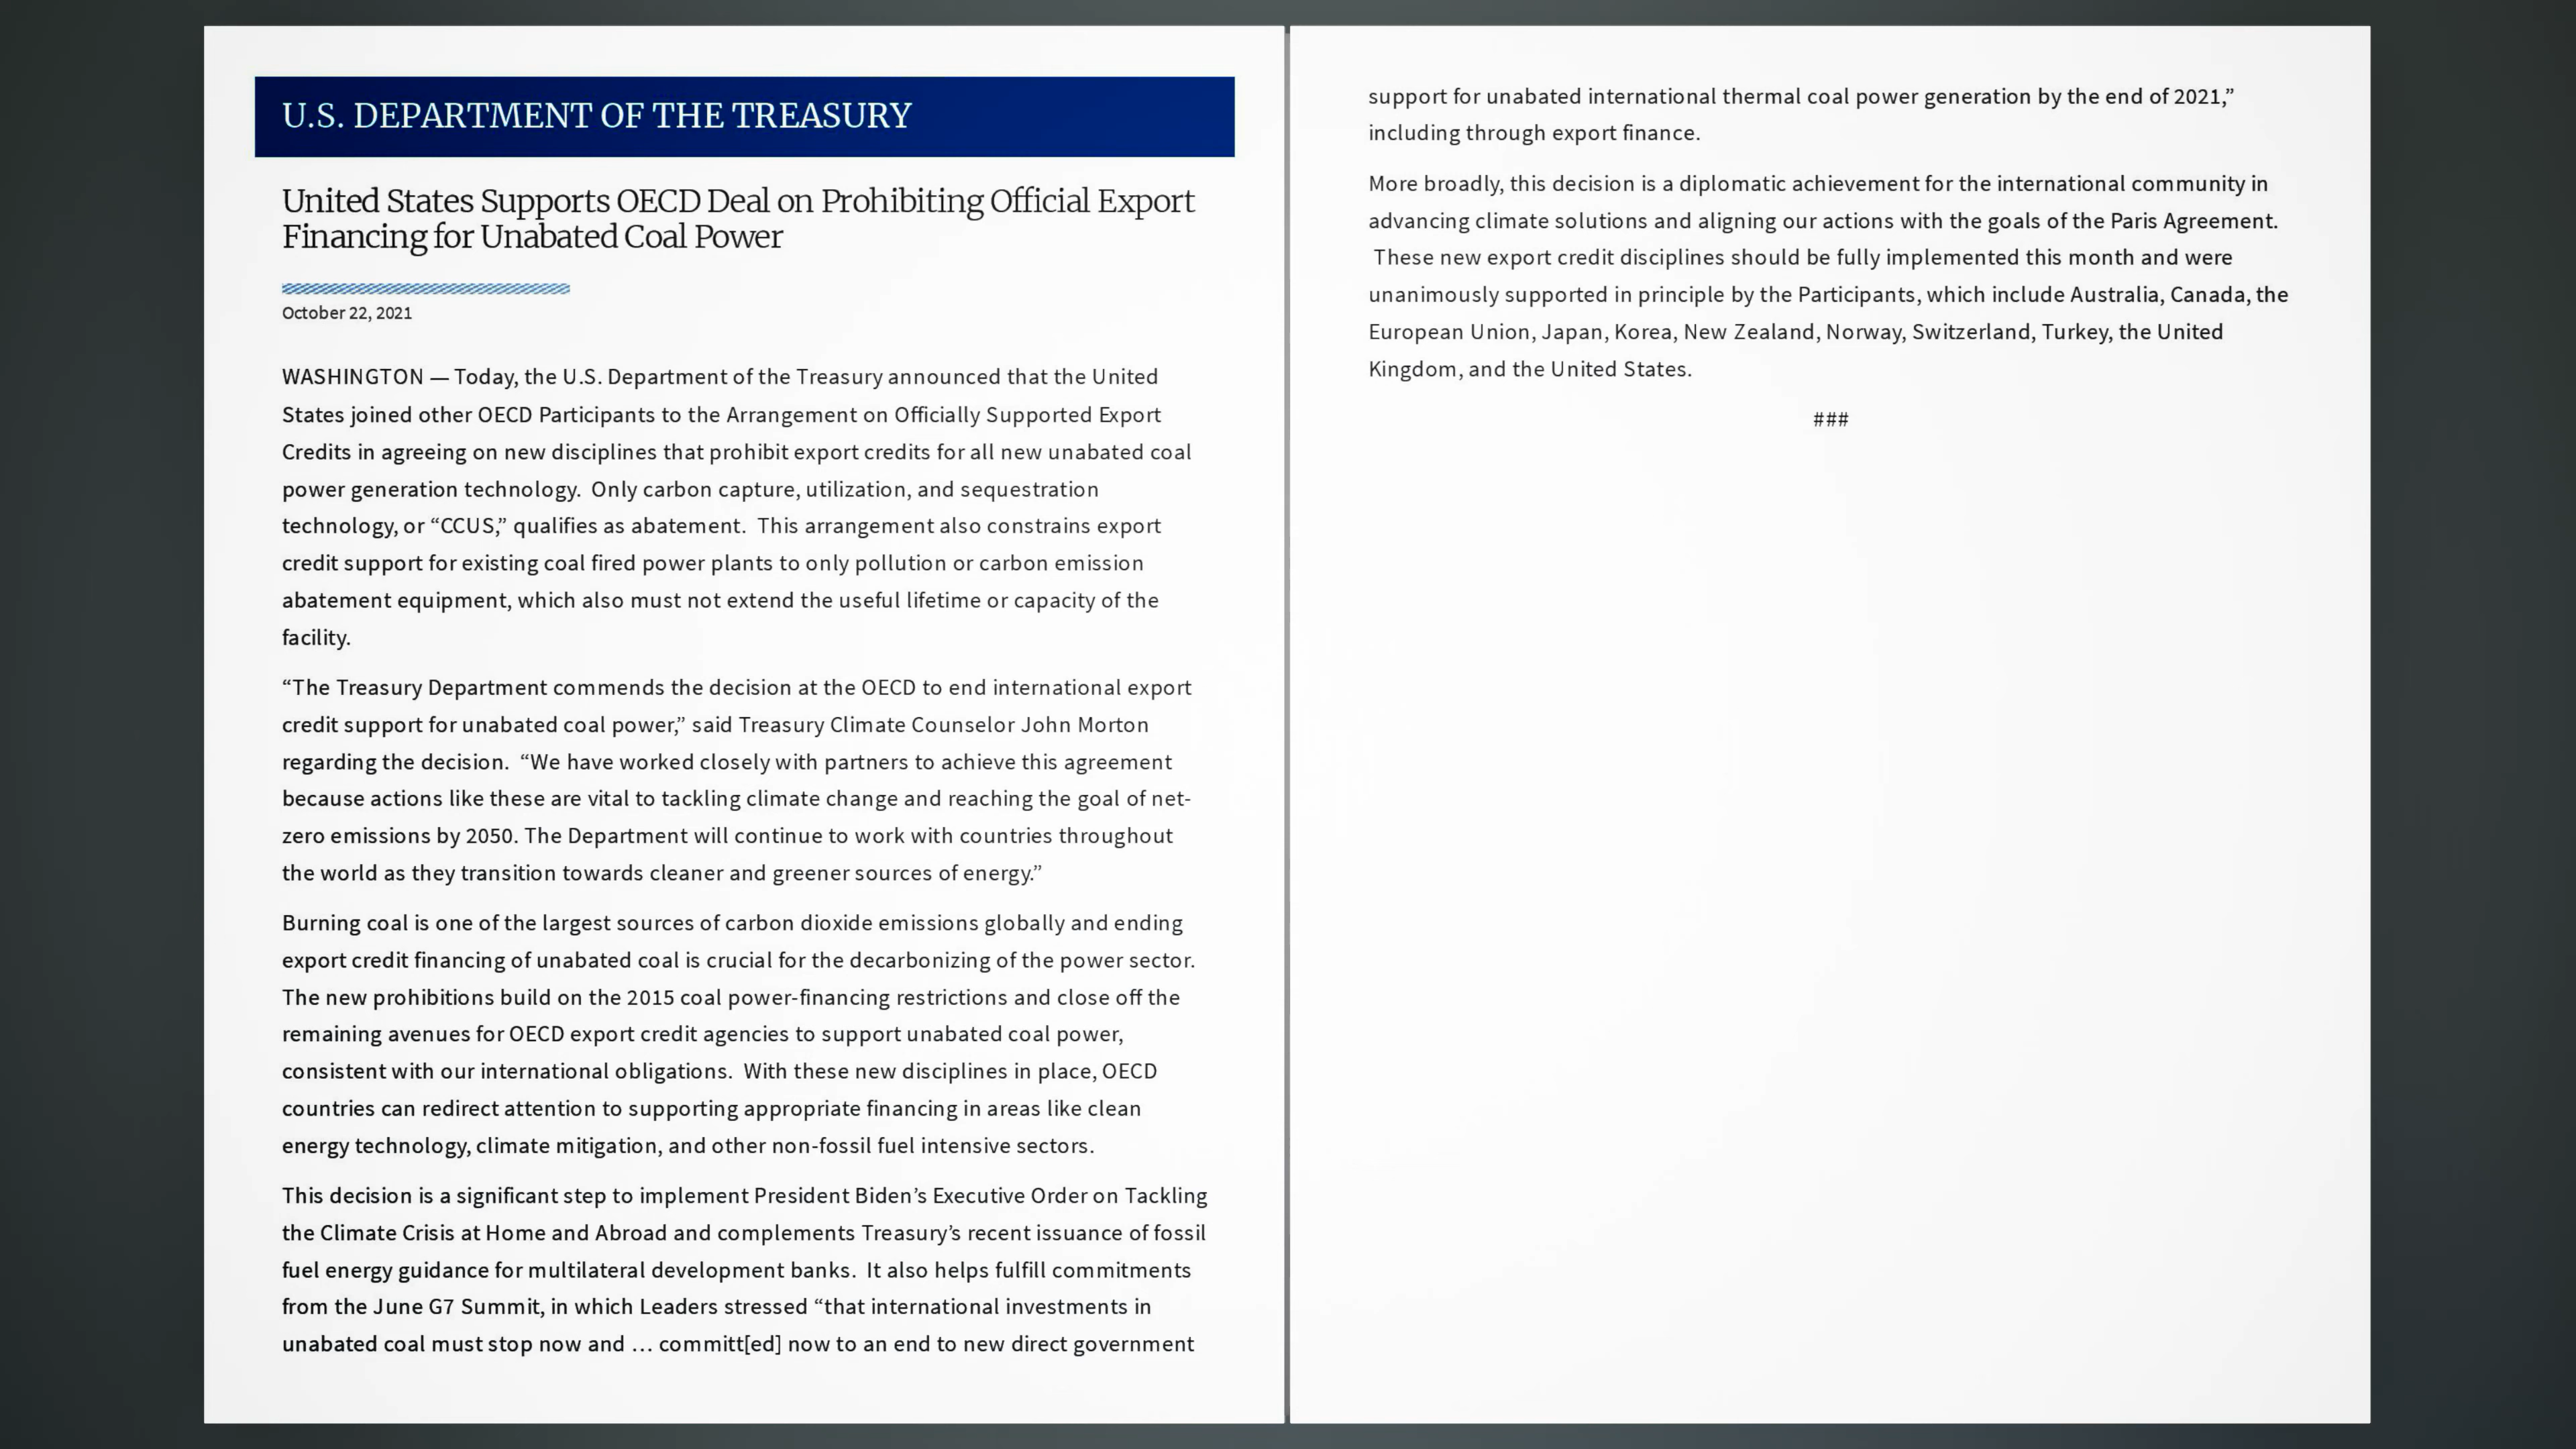 U.S. DEPARTMENT OF THE TREASURY
United States Supports OECD Deal on Prohibiting Official Export
Financing for Unabated Coal Power
October 22, 2021
WASHINGTON — Today, the U.S. Department of the Treasury announced that the United
States joined other OECD Participants to the Arrangement on Officially Supported Export
Credits in agreeing on new disciplines that prohibit export credits for all new unabated coal
power generation technology.  Only carbon capture, utilization, and sequestration
technology, or “CCUS,” qualifies as abatement.  This arrangement also constrains export
credit support for existing coal fired power plants to only pollution or carbon emission
abatement equipment, which also must not extend the useful lifetime or capacity of the
facility.
“The Treasury Department commends the decision at the OECD to end international export
credit support for unabated coal power,” said Treasury Climate Counselor John Morton
regarding the decision.  “We have worked closely with partners to achieve this agreement
because actions like these are vital to tackling climate change and reaching the goal of net-
zero emissions by 2050. The Department will continue to work with countries throughout
the world as they transition towards cleaner and greener sources of energy.”
Burning coal is one of the largest sources of carbon dioxide emissions globally and ending
export credit financing of unabated coal is crucial for the decarbonizing of the power sector.
The new prohibitions build on the 2015 coal power-financing restrictions and close off the
remaining avenues for OECD export credit agencies to support unabated coal power,
consistent with our international obligations.  With these new disciplines in place, OECD
countries can redirect attention to supporting appropriate financing in areas like clean
energy technology, climate mitigation, and other non-fossil fuel intensive sectors.
This decision is a significant step to implement President Biden’s Executive Order on Tackling
the Climate Crisis at Home and Abroad and complements Treasury’s recent issuance of fossil
fuel energy guidance for multilateral development banks.  It also helps fulfill commitments
from the June G7 Summit, in which Leaders stressed “that international investments in
unabated coal must stop now and … committ[ed] now to an end to new direct government
support for unabated international thermal coal power generation by the end of 2021,”
including through export finance.
More broadly, this decision is a diplomatic achievement for the international community in
advancing climate solutions and aligning our actions with the goals of the Paris Agreement.
These new export credit disciplines should be fully implemented this month and were
unanimously supported in principle by the Participants, which include Australia, Canada, the
European Union, Japan, Korea, New Zealand, Norway, Switzerland, Turkey, the United
Kingdom, and the United States.
###